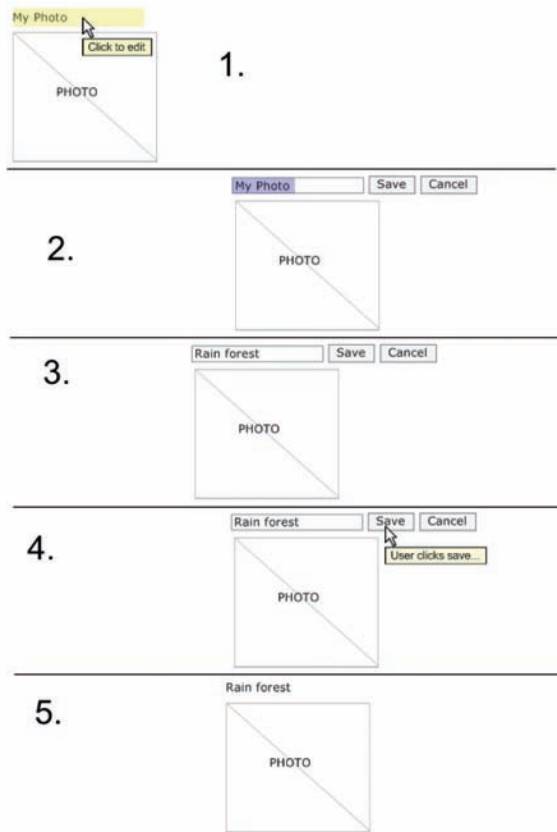 My Photo
Click to edit
PHOTO
1.
My Photo Save Cancel
2.
PHOTO
Rain forest Save Cancel
3.
PHOTO
Rain forest Save Cancel
User clicks save...
4.
PHOTO
Rain forest
5.
PHOTO